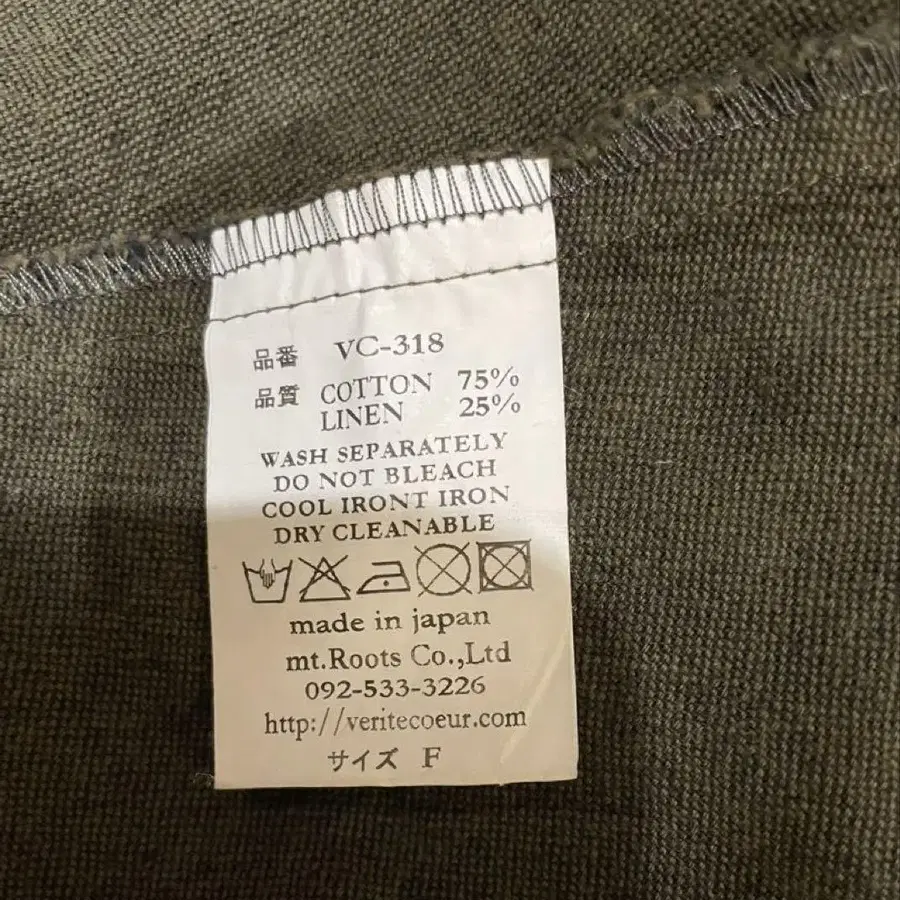 品番 VC-318
品質 COTTON 75%
LINEN 25%
WASH SEPARATELY
DO NOT BLEACH
COOL IRONT IRON
DRY CLEANABLE
made in japan
mt.Roots Co.,Ltd
092-533-3226
http://veritecoeur.com
サイズ F